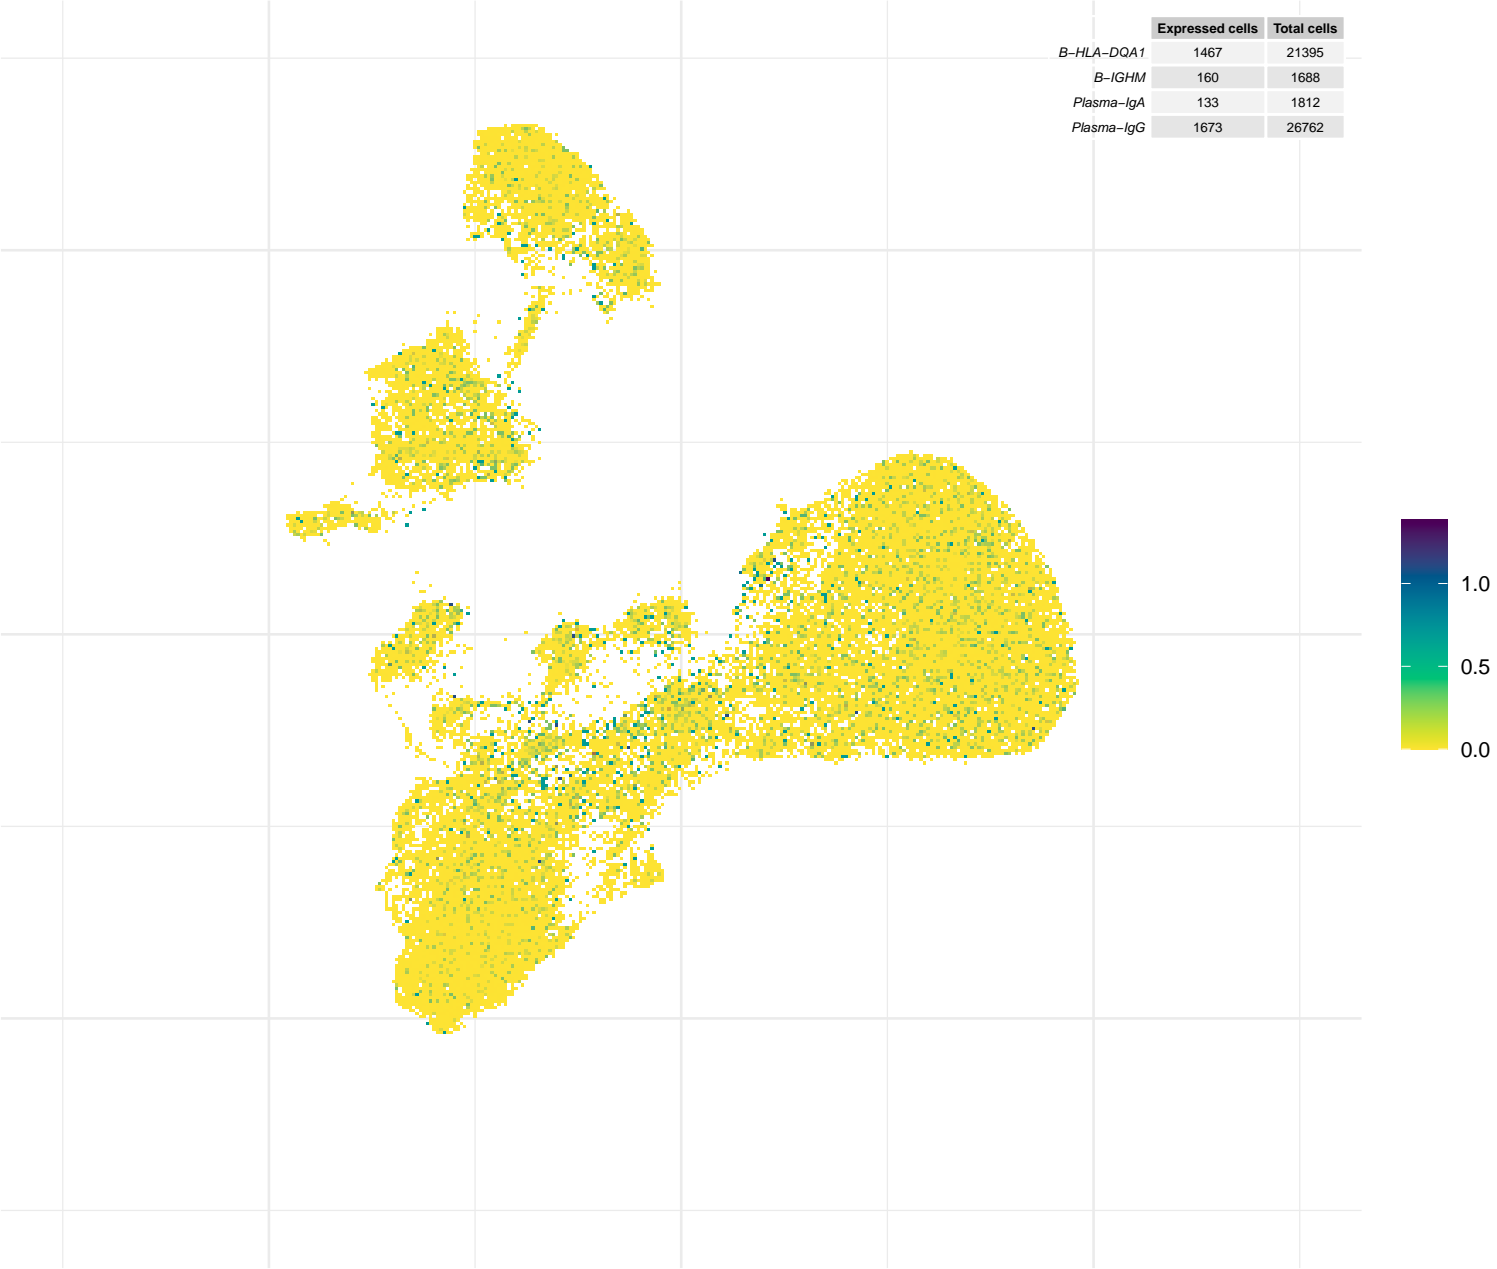 Expressed cells Total cells
B−HLA−DQA1 1467 21395
B−IGHM 160 1688
Plasma−IgA 133 1812
Plasma−IgG 1673 26762
1.0
0.5
0.0